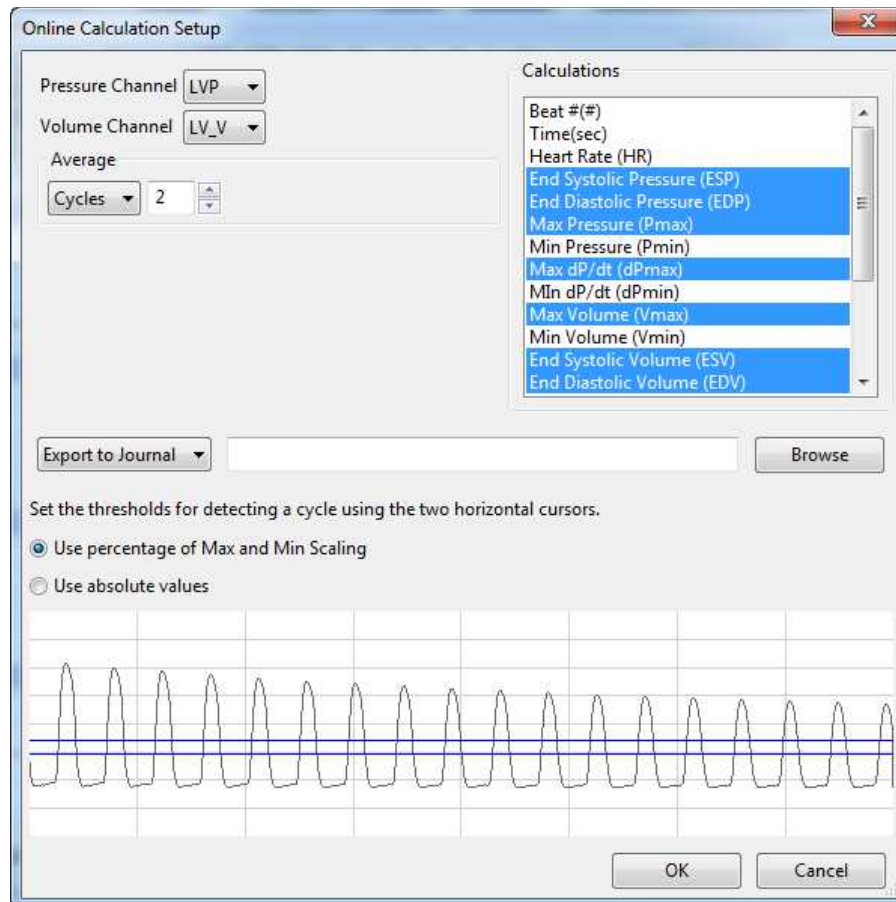 Online Calculation Setup
Pressure Channel LVP
Volume Channel LV_V
Average
Cycles 2
Calculations
Beat #(#)
Time(sec)
Heart Rate (HR)
End Systolic Pressure (ESP)
End Diastolic Pressure (EDP)
Max Pressure (Pmax)
Min Pressure (Pmin)
Max dP/dt (dPmax)
MIn dP/dt (dPmin)
Max Volume (Vmax)
Min Volume (Vmin)
End Systolic Volume (ESV)
End Diastolic Volume (EDV)
Export to Journal
Browse
Set the thresholds for detecting a cycle using the two horizontal cursors.
Use percentage of Max and Min Scaling
Use absolute values
OK
Cancel